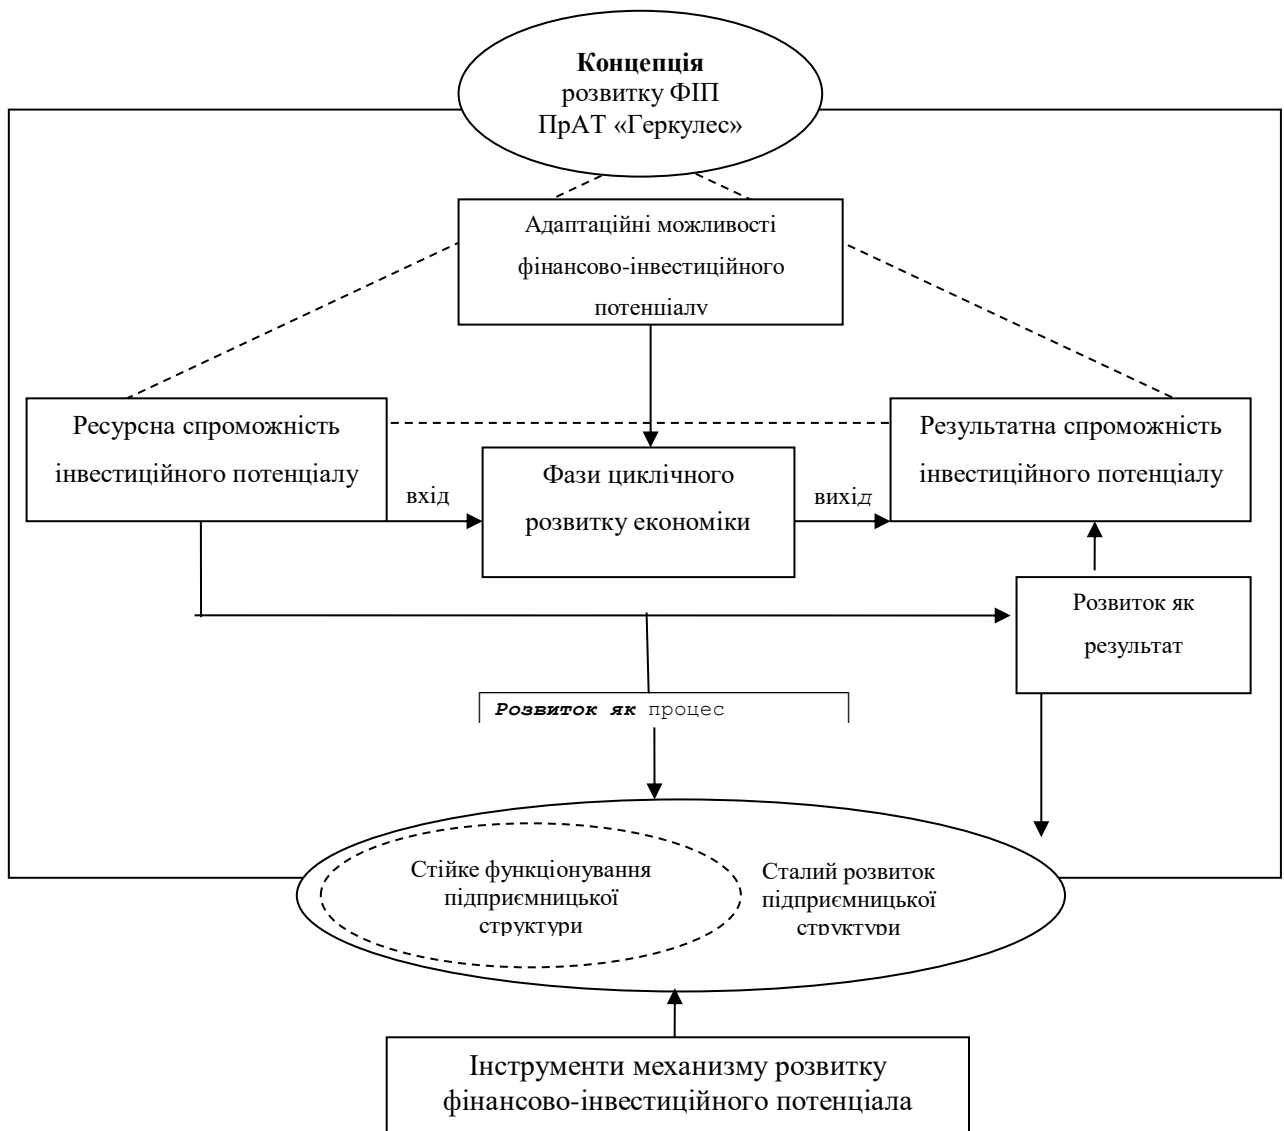 Концепція
розвитку ФІП
ПрАТ «Геркулес»
Адаптаційні можливості
фінансово-інвестиційного
потенціалу
Ресурсна спроможність
інвестиційного потенціалу
Результатна спроможність
інвестиційного потенціалу
вхід
Фази циклічного
розвитку економіки
вихід
Розвиток як
результат
Розвиток як процес
Стійке функціонування
підприємницької
структури
Сталий розвиток
підприємницької
структури
Інструменти механізму розвитку
фінансово-інвестиційного потенціала